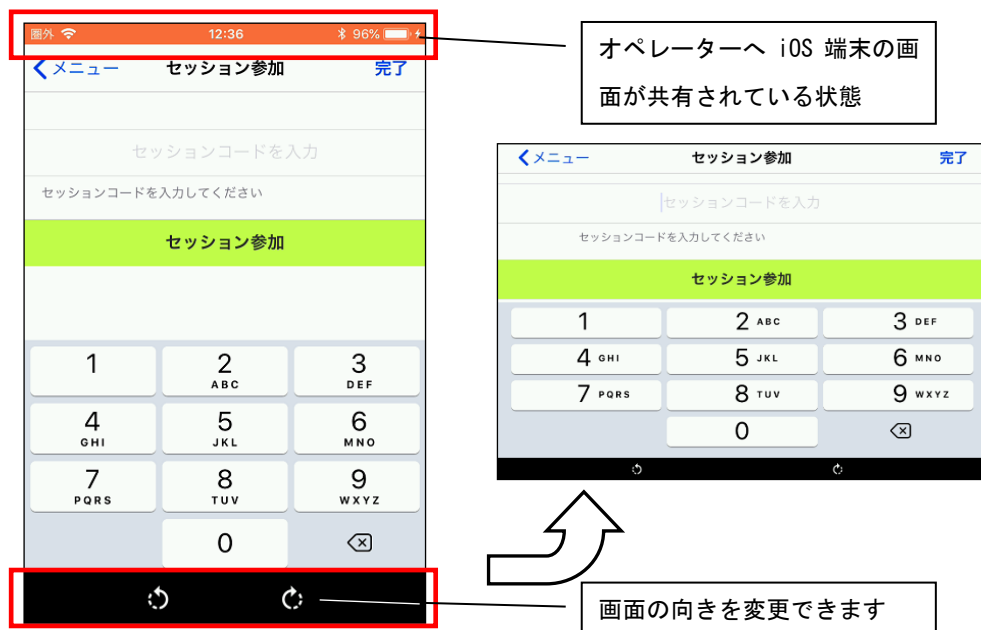 圏外 12:36 96%
メニュー セッション参加 完了
セッションコードを入力
セッションコードを入力してください
セッション参加
1 2 3
ABC DEF
4 5 6
GHI JKL MNO
7 8 9
PQRS TUV WXYZ
0
オペレーターへ iOS 端末の画
面が共有されている状態
メニュー セッション参加 完了
セッションコードを入力
セッションコードを入力してください
セッション参加
1 2 ABC 3 DEF
4 GHI 5 JKL 6 MNO
7 PQRS 8 TUV 9 WXYZ
0
画面の向きを変更できます